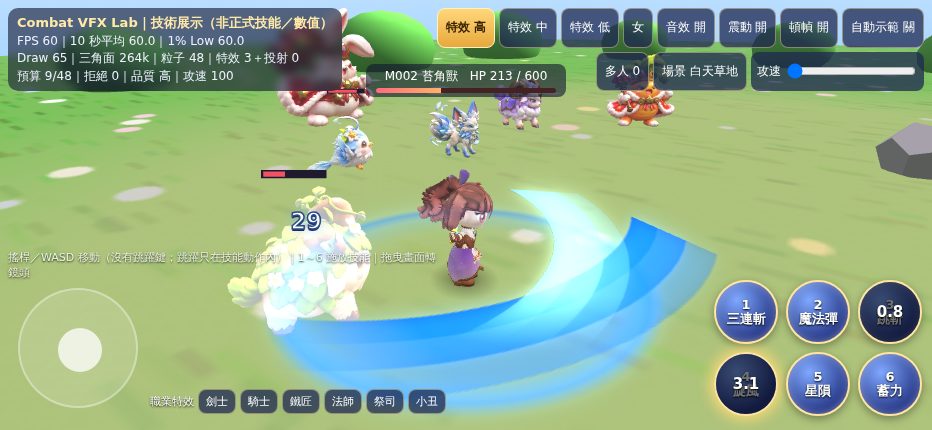 Combat VFX Lab｜技術展示（非正式技能／數值）
FPS 60｜10 秒平均 60.0｜1% Low 60.0
Draw 65｜三角面 264k｜粒子 48｜特效 3＋投射 0
預算 9/48｜拒絕 0｜品質 高｜攻速 100
特效 高
特效 中
特效 低
女
音效 開
震動 開
頓幀 開
自動示範 關
M002 苔角獸 HP 213 / 600
多人 0
場景 白天草地
攻速
29
搖桿／WASD 移動（沒有跳躍鍵；跳躍只在技能動作內）｜1～6 施放技能｜拖曳畫面轉
鏡頭
1
三連斬
2
魔法彈
3
跳斬
0.8
4
旋風
3.1
5
星隕
6
蓄力
職業特效
劍士
騎士
鐵匠
法師
祭司
小丑